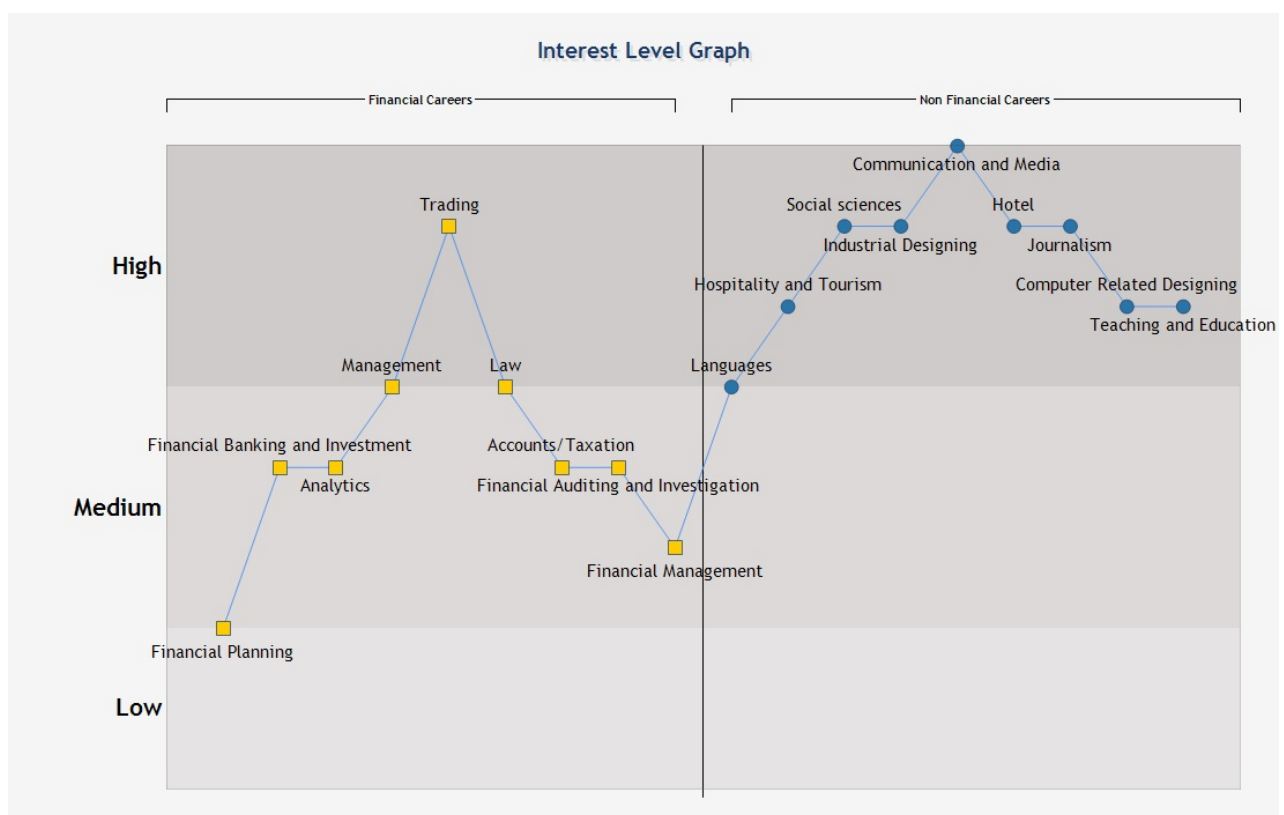 Interest Level Graph
Financial Careers
Non Financial Careers
Communication and Media
Trading
Social sciences
Hotel
Industrial Designing
Journalism
High
Hospitality and Tourism
Computer Related Designing
Teaching and Education
Management
Law
Languages
Financial Banking and Investment
Accounts/Taxation
Analytics
Financial Auditing and Investigation
Medium
Financial Management
Financial Planning
Low